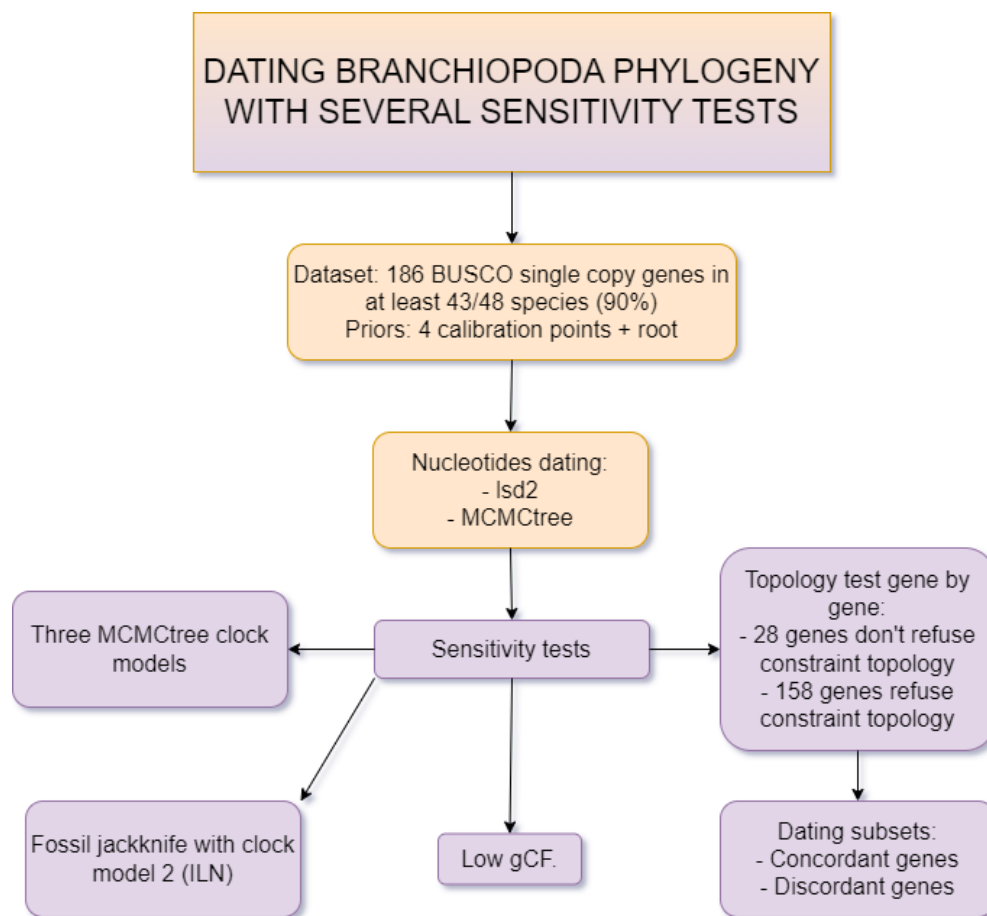 DATING BRANCHIOPODA PHYLOGENY
WITH SEVERAL SENSITIVITY TESTS
Dataset: 186 BUSCO single copy genes in
at least 43/48 species (90%)
Priors: 4 calibration points + root
Nucleotides dating:
- lsd2
- MCMCtree
Three MCMCtree clock
models
Sensitivity tests
Topology test gene by
gene:
- 28 genes don't refuse
constraint topology
- 158 genes refuse
constraint topology
Fossil jackknife with clock
model 2 (ILN)
Low gCF.
Dating subsets:
- Concordant genes
- Discordant genes